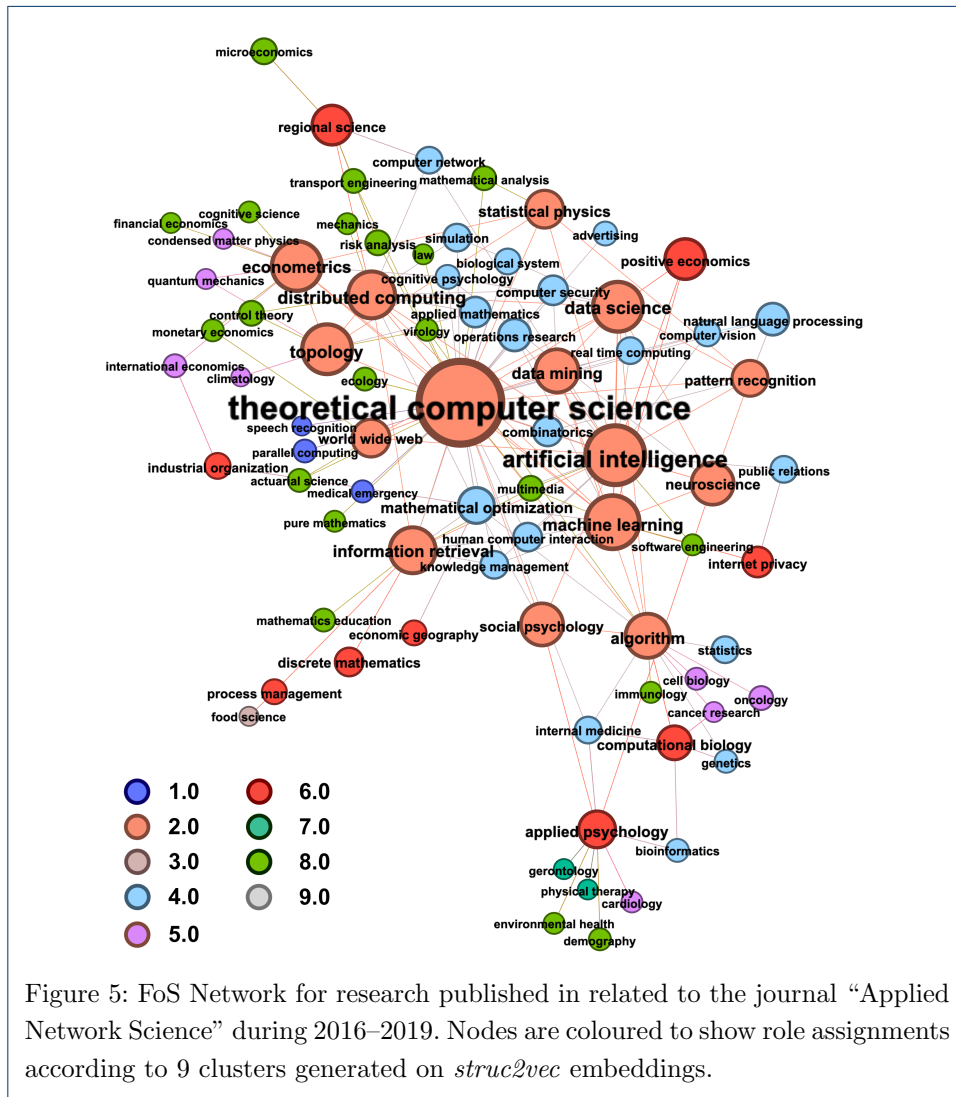 microeconomics
regional science
computer network
transport engineering
mathematical analysis
cognitive science
financial economics
condensed matter physics
mechanics
risk analysis
law
simulation
statistical physics
advertising
positive economics
econometrics
quantum mechanics
biological system
cognitive psychology
computer security
distributed computing
data science
control theory
applied mathematics
monetary economics
virology
operations research
natural language processing
computer vision
topology
real time computing
international economics
climatology
ecology
data mining
pattern recognition
theoretical computer science
speech recognition
world wide web
combinatorics
parallel computing
artificial intelligence
industrial organization
actuarial science
public relations
medical emergency
multimedia
neuroscience
mathematical optimization
pure mathematics
machine learning
human computer interaction
information retrieval
software engineering
knowledge management
internet privacy
mathematics education
economic geography
social psychology
algorithm
discrete mathematics
statistics
process management
cell biology
immunology
oncology
food science
cancer research
internal medicine
computational biology
genetics
1.0
6.0
2.0
7.0
3.0
8.0
4.0
9.0
5.0
applied psychology
bioinformatics
gerontology
physical therapy
cardiology
environmental health
demography
Figure 5: FoS Network for research published in related to the journal “Applied
Network Science” during 2016–2019. Nodes are coloured to show role assignments
according to 9 clusters generated on struc2vec embeddings.